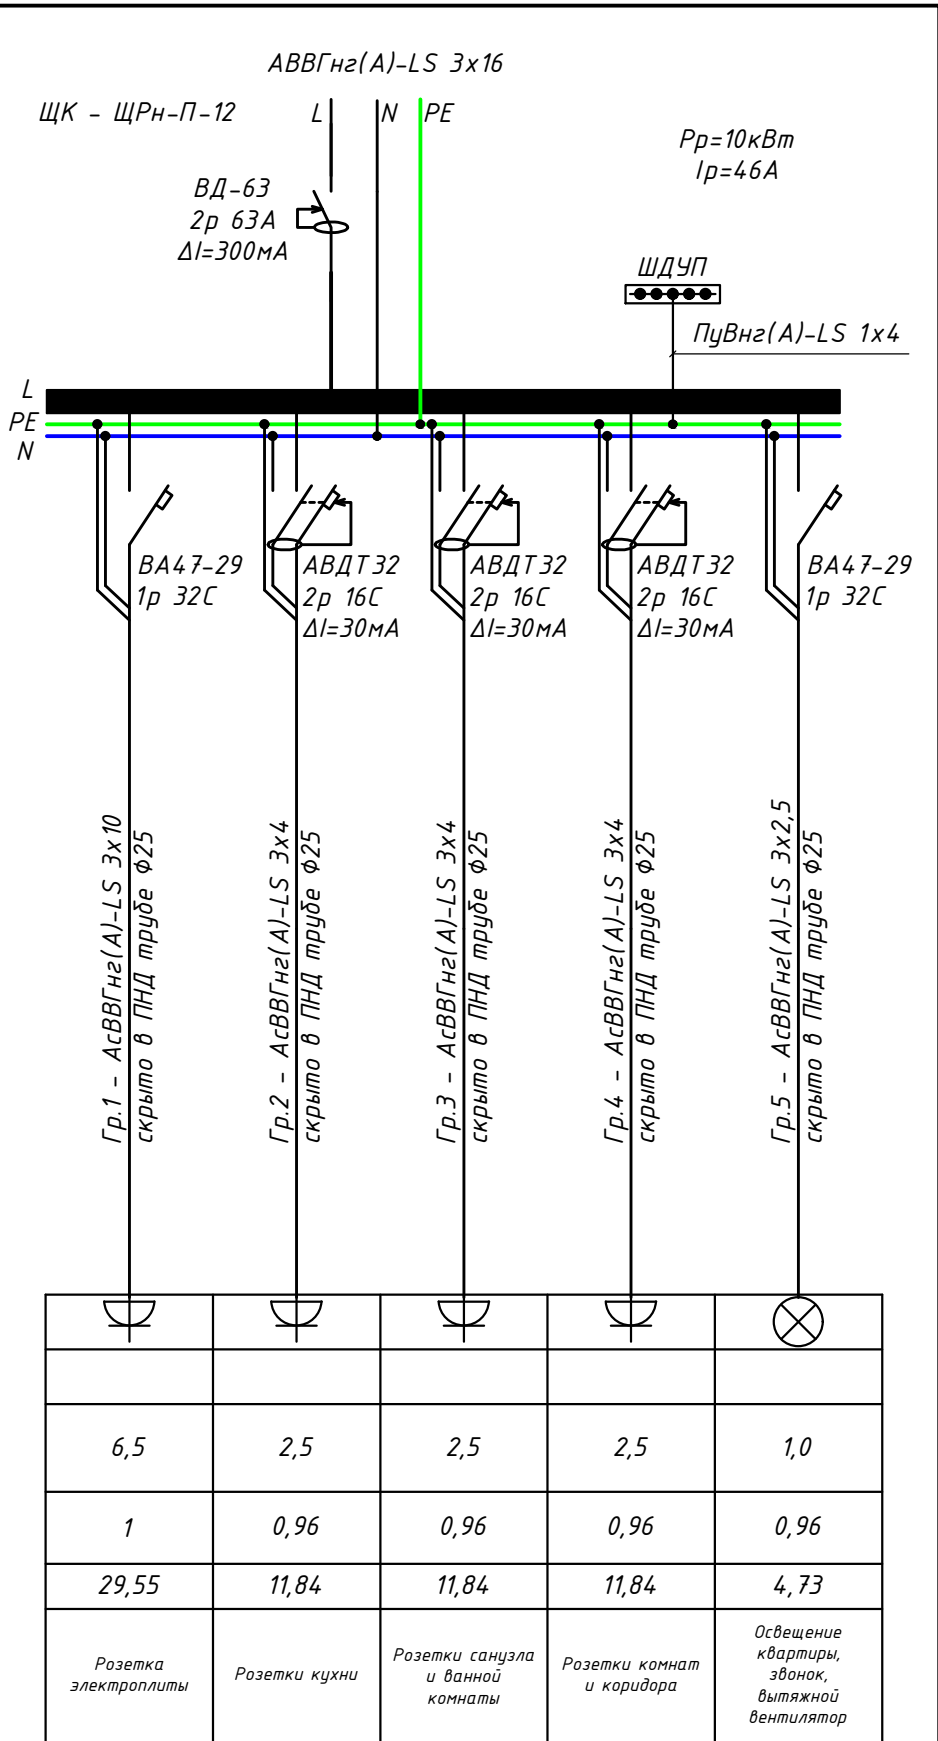 АВВГнг(А)-LS 3х16
ЩК - ЩРн-П-12
L
N
PE
Рр=10кВт
Iр=46А
ВД-63
2р 63А
ΔI=300мА
ШДУП
ПуВнг(А)-LS 1х4
L
PE
N
ВА47-29
1р 32С
АВДТ32
2р 16С
ΔI=30мА
АВДТ32
2р 16С
ΔI=30мА
АВДТ32
2р 16С
ΔI=30мА
ВА47-29
1р 32С
Гр.1 - АсВВГнг(А)-LS 3х10
скрыто в ПНД трубе ф25
Гр.2 - АсВВГнг(А)-LS 3х4
скрыто в ПНД трубе ф25
Гр.3 - АсВВГнг(А)-LS 3х4
скрыто в ПНД трубе ф25
Гр.4 - АсВВГнг(А)-LS 3х4
скрыто в ПНД трубе ф25
Гр.5 - АсВВГнг(А)-LS 3х2,5
скрыто в ПНД трубе ф25
6,5
2,5
2,5
2,5
1,0
1
0,96
0,96
0,96
0,96
29,55
11,84
11,84
11,84
4,73
Розетка
электроплиты
Розетки кухни
Розетки санузла
и ванной
комнаты
Розетки комнат
и коридора
Освещение
квартиры,
звонок,
вытяжной
вентилятор